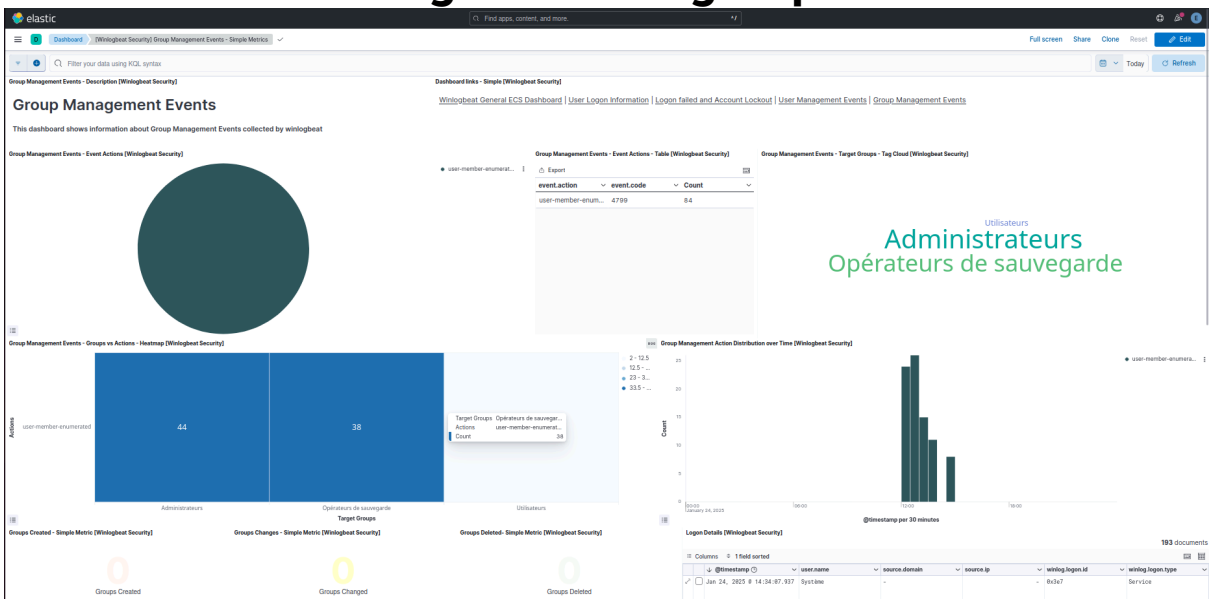 elastic
Find apps, content, and more.
^/
E
D
Dashboard
[Winlogbeat Security] Group Management Events - Simple Metrics
Full screen Share Clone Reset Edit
Filter your data using KQL syntax
Today
Refresh
Group Management Events - Description [Winlogbeat Security]
Dashboard links - Simple [Winlogbeat Security]
Group Management Events
Winlogbeat General ECS Dashboard | User Logon Information | Logon failed and Account Lockout | User Management Events | Group Management Events
This dashboard shows information about Group Management Events collected by winlogbeat
Group Management Events - Event Actions [Winlogbeat Security]
Group Management Events - Event Actions - Table [Winlogbeat Security]
Group Management Events - Target Groups - Tag Cloud [Winlogbeat Security]
user-member-enumerat...
Export
event.action event.code Count
user-member-enum... 4799 84
Utilisateurs
Administrateurs
Opérateurs de sauvegarde
Group Management Events - Groups vs Actions - Heatmap [Winlogbeat Security]
Group Management Action Distribution over Time [Winlogbeat Security]
2 - 12.5
12.5 - ...
23 - 3...
33.5 - ...
Actions
user-member-enumerated
44
38
Target Groups Opérateurs de sauvegar...
Actions user-member-enumerat...
Count 38
Administrateurs
Opérateurs de sauvegarde
Utilisateurs
Target Groups
user-member-enumera...
Count
25
20
15
10
5
0
00:00
January 24, 2025
08:00
12:00
16:00
@timestamp per 30 minutes
Groups Created - Simple Metric [Winlogbeat Security]
Groups Changes - Simple Metric [Winlogbeat Security]
Groups Deleted- Simple Metric [Winlogbeat Security]
Logon Details [Winlogbeat Security]
0
Groups Created
0
Groups Changed
0
Groups Deleted
193 documents
Columns 1 field sorted
@timestamp user.name source.domain source.ip winlog.logon.id winlog.logon.type
Jan 24, 2025 @ 14:34:07.937 Système - - 0x3e7 Service